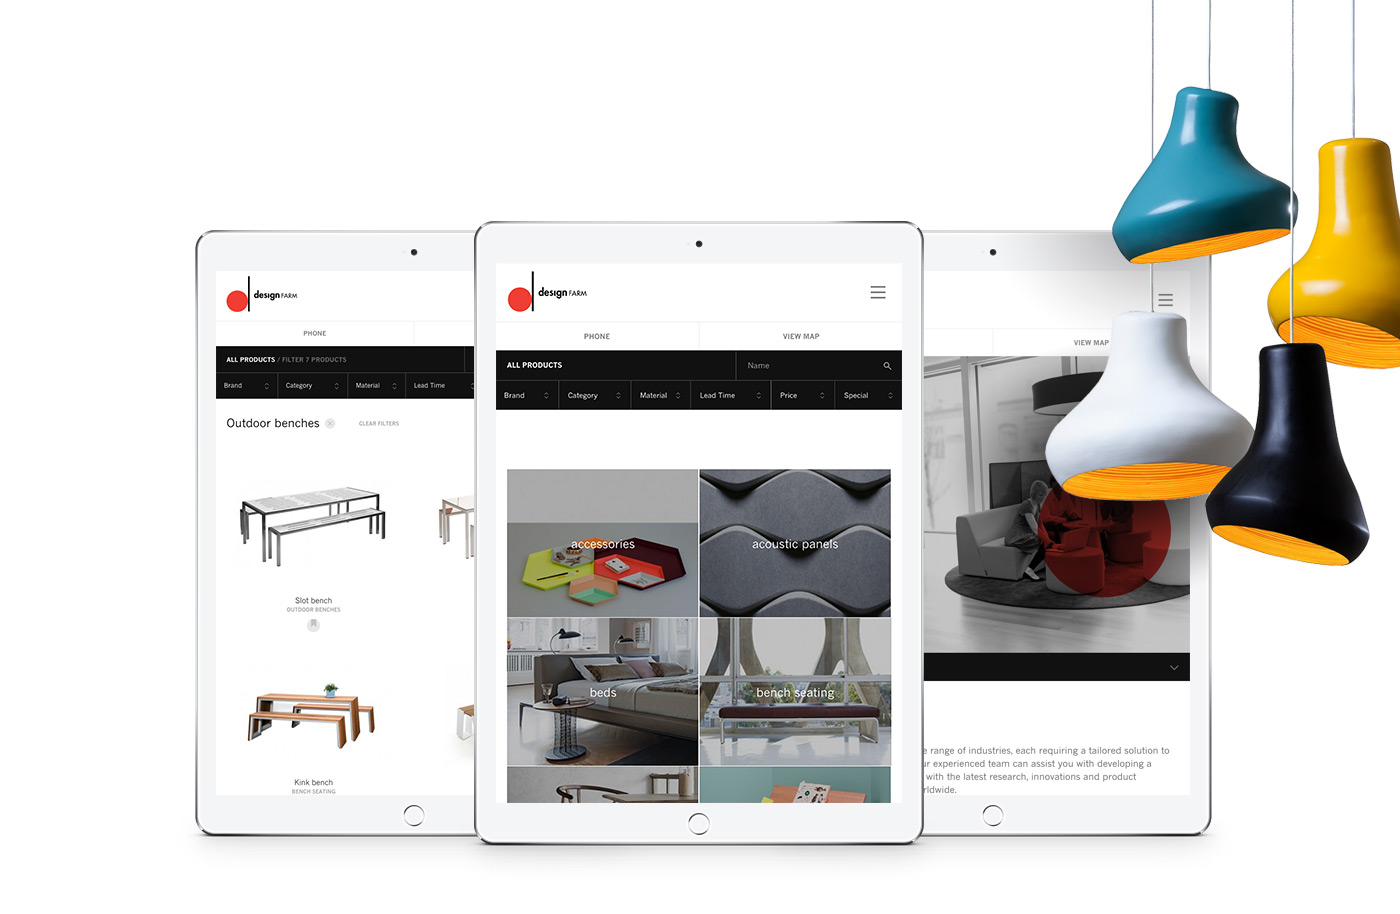 design FARM
PHONE
ALL PRODUCTS / FILTER 7 PRODUCTS
Brand
Category
Material
Lead Time
Outdoor benches
CLEAR FILTERS
Slot bench
OUTDOOR BENCHES
Kink bench
BENCH SEATING
design FARM
PHONE
VIEW MAP
ALL PRODUCTS
Name
Brand
Category
Material
Lead Time
Price
Special
accessories
acoustic panels
beds
bench seating
VIEW MAP
range of industries, each requiring a tailored solution to
experienced team can assist you with developing a
with the latest research, innovations and product